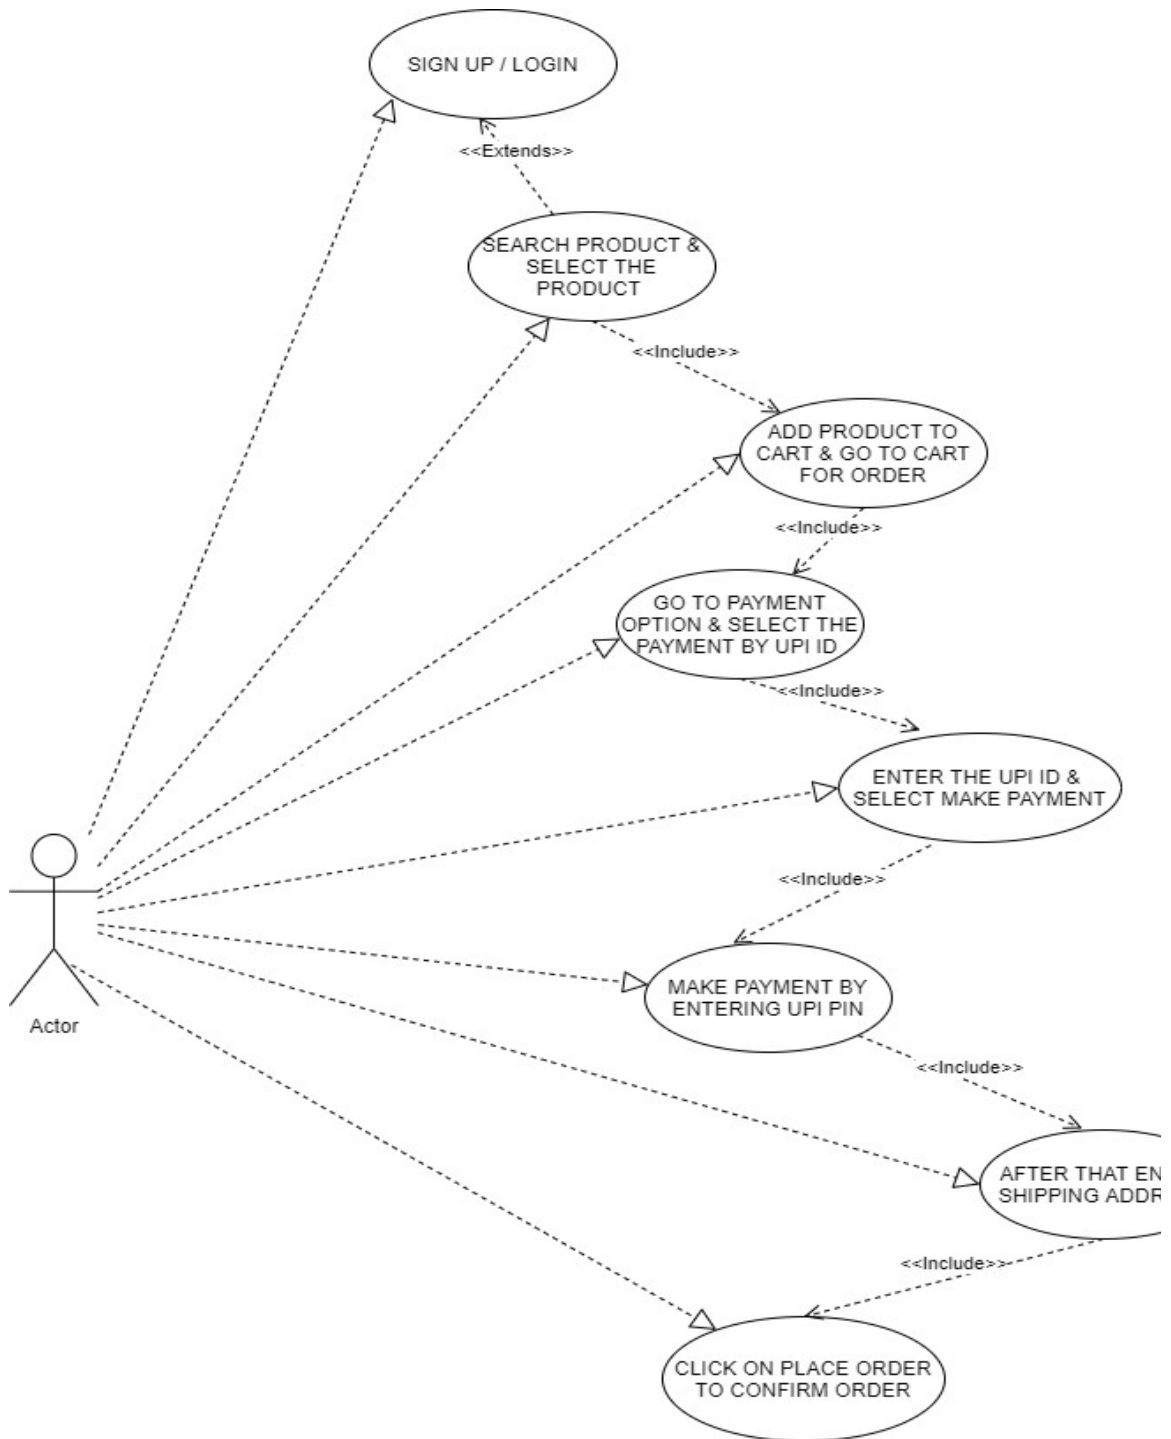 SIGN UP / LOGIN
<<Extends>>
SEARCH PRODUCT &
SELECT THE
PRODUCT
<<Include>>
ADD PRODUCT TO
CART & GO TO CART
FOR ORDER
<<Include>>
GO TO PAYMENT
OPTION & SELECT THE
PAYMENT BY UPI ID
<<Include>>
ENTER THE UPI ID &
SELECT MAKE PAYMENT
<<Include>>
MAKE PAYMENT BY
ENTERING UPI PIN
Actor
<<Include>>
AFTER THAT EN
SHIPPING ADDR
<<Include>>
CLICK ON PLACE ORDER
TO CONFIRM ORDER